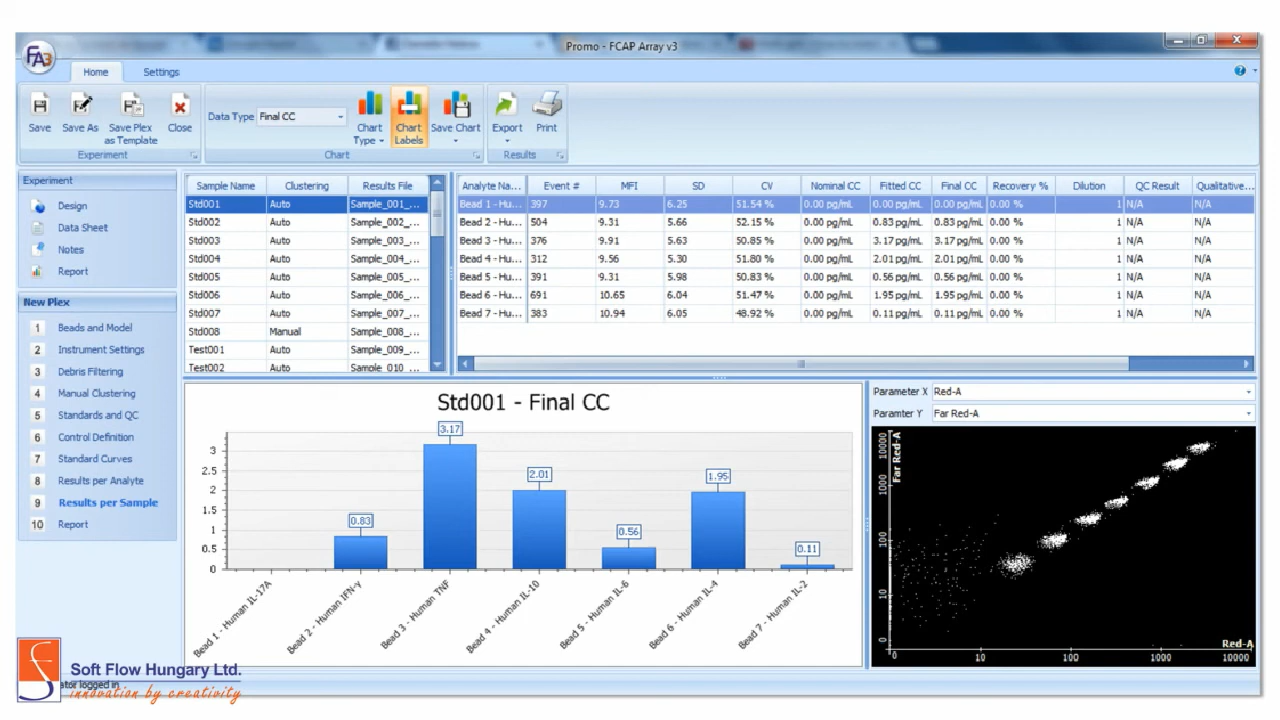 Promo - FCAP Array v3
FA3
Home Settings
Save Save As Save Plex as Template Close
Data Type Final CC
Chart Type Chart Labels Save Chart
Export Print
Experiment Chart Results
Experiment
Design
Data Sheet
Notes
Report
New Plex
1 Beads and Model
2 Instrument Settings
3 Debris Filtering
4 Manual Clustering
5 Standards and QC
6 Control Definition
7 Standard Curves
8 Results per Analyte
9 Results per Sample
10 Report
Sample Name Clustering Results File
Std001 Auto Sample_001_...
Std002 Auto Sample_002_...
Std003 Auto Sample_003_...
Std004 Auto Sample_004_...
Std005 Auto Sample_005_...
Std006 Auto Sample_006_...
Std007 Auto Sample_007_...
Std008 Manual Sample_008_...
Test001 Auto Sample_009_...
Test002 Auto Sample_010_...
Analyte Na... Event # MFI SD CV Nominal CC Fitted CC Final CC Recovery % Dilution QC Result Qualitative...
Bead 1 - Hu... 397 9.73 6.25 51.54 % 0.00 pg/mL 0.00 pg/mL 0.00 pg/mL 0.00 % 1 N/A N/A
Bead 2 - Hu... 504 9.31 5.66 52.15 % 0.00 pg/mL 0.83 pg/mL 0.83 pg/mL 0.00 % 1 N/A N/A
Bead 3 - Hu... 376 9.91 5.63 50.85 % 0.00 pg/mL 3.17 pg/mL 3.17 pg/mL 0.00 % 1 N/A N/A
Bead 4 - Hu... 312 9.56 5.30 51.80 % 0.00 pg/mL 2.01 pg/mL 2.01 pg/mL 0.00 % 1 N/A N/A
Bead 5 - Hu... 391 9.31 5.98 50.83 % 0.00 pg/mL 0.56 pg/mL 0.56 pg/mL 0.00 % 1 N/A N/A
Bead 6 - Hu... 691 10.65 6.04 51.47 % 0.00 pg/mL 1.95 pg/mL 1.95 pg/mL 0.00 % 1 N/A N/A
Bead 7 - Hu... 383 10.94 6.05 48.92 % 0.00 pg/mL 0.11 pg/mL 0.11 pg/mL 0.00 % 1 N/A N/A
Std001 - Final CC
3.17
2.01
1.95
0.83
0.56
0.11
3
2.5
2
1.5
1
0.5
0
Bead 1 - Human IL-17A
Bead 2 - Human IFN-γ
Bead 3 - Human TNF
Bead 4 - Human IL-10
Bead 5 - Human IL-6
Bead 6 - Human IL-4
Bead 7 - Human IL-2
Parameter X Red-A
Paramter Y Far Red-A
Far Red-A
10000
1000
100
10
0
Red-A
0 10 100 1000 10000
Soft Flow Hungary Ltd.
logged in
innovation by creativity